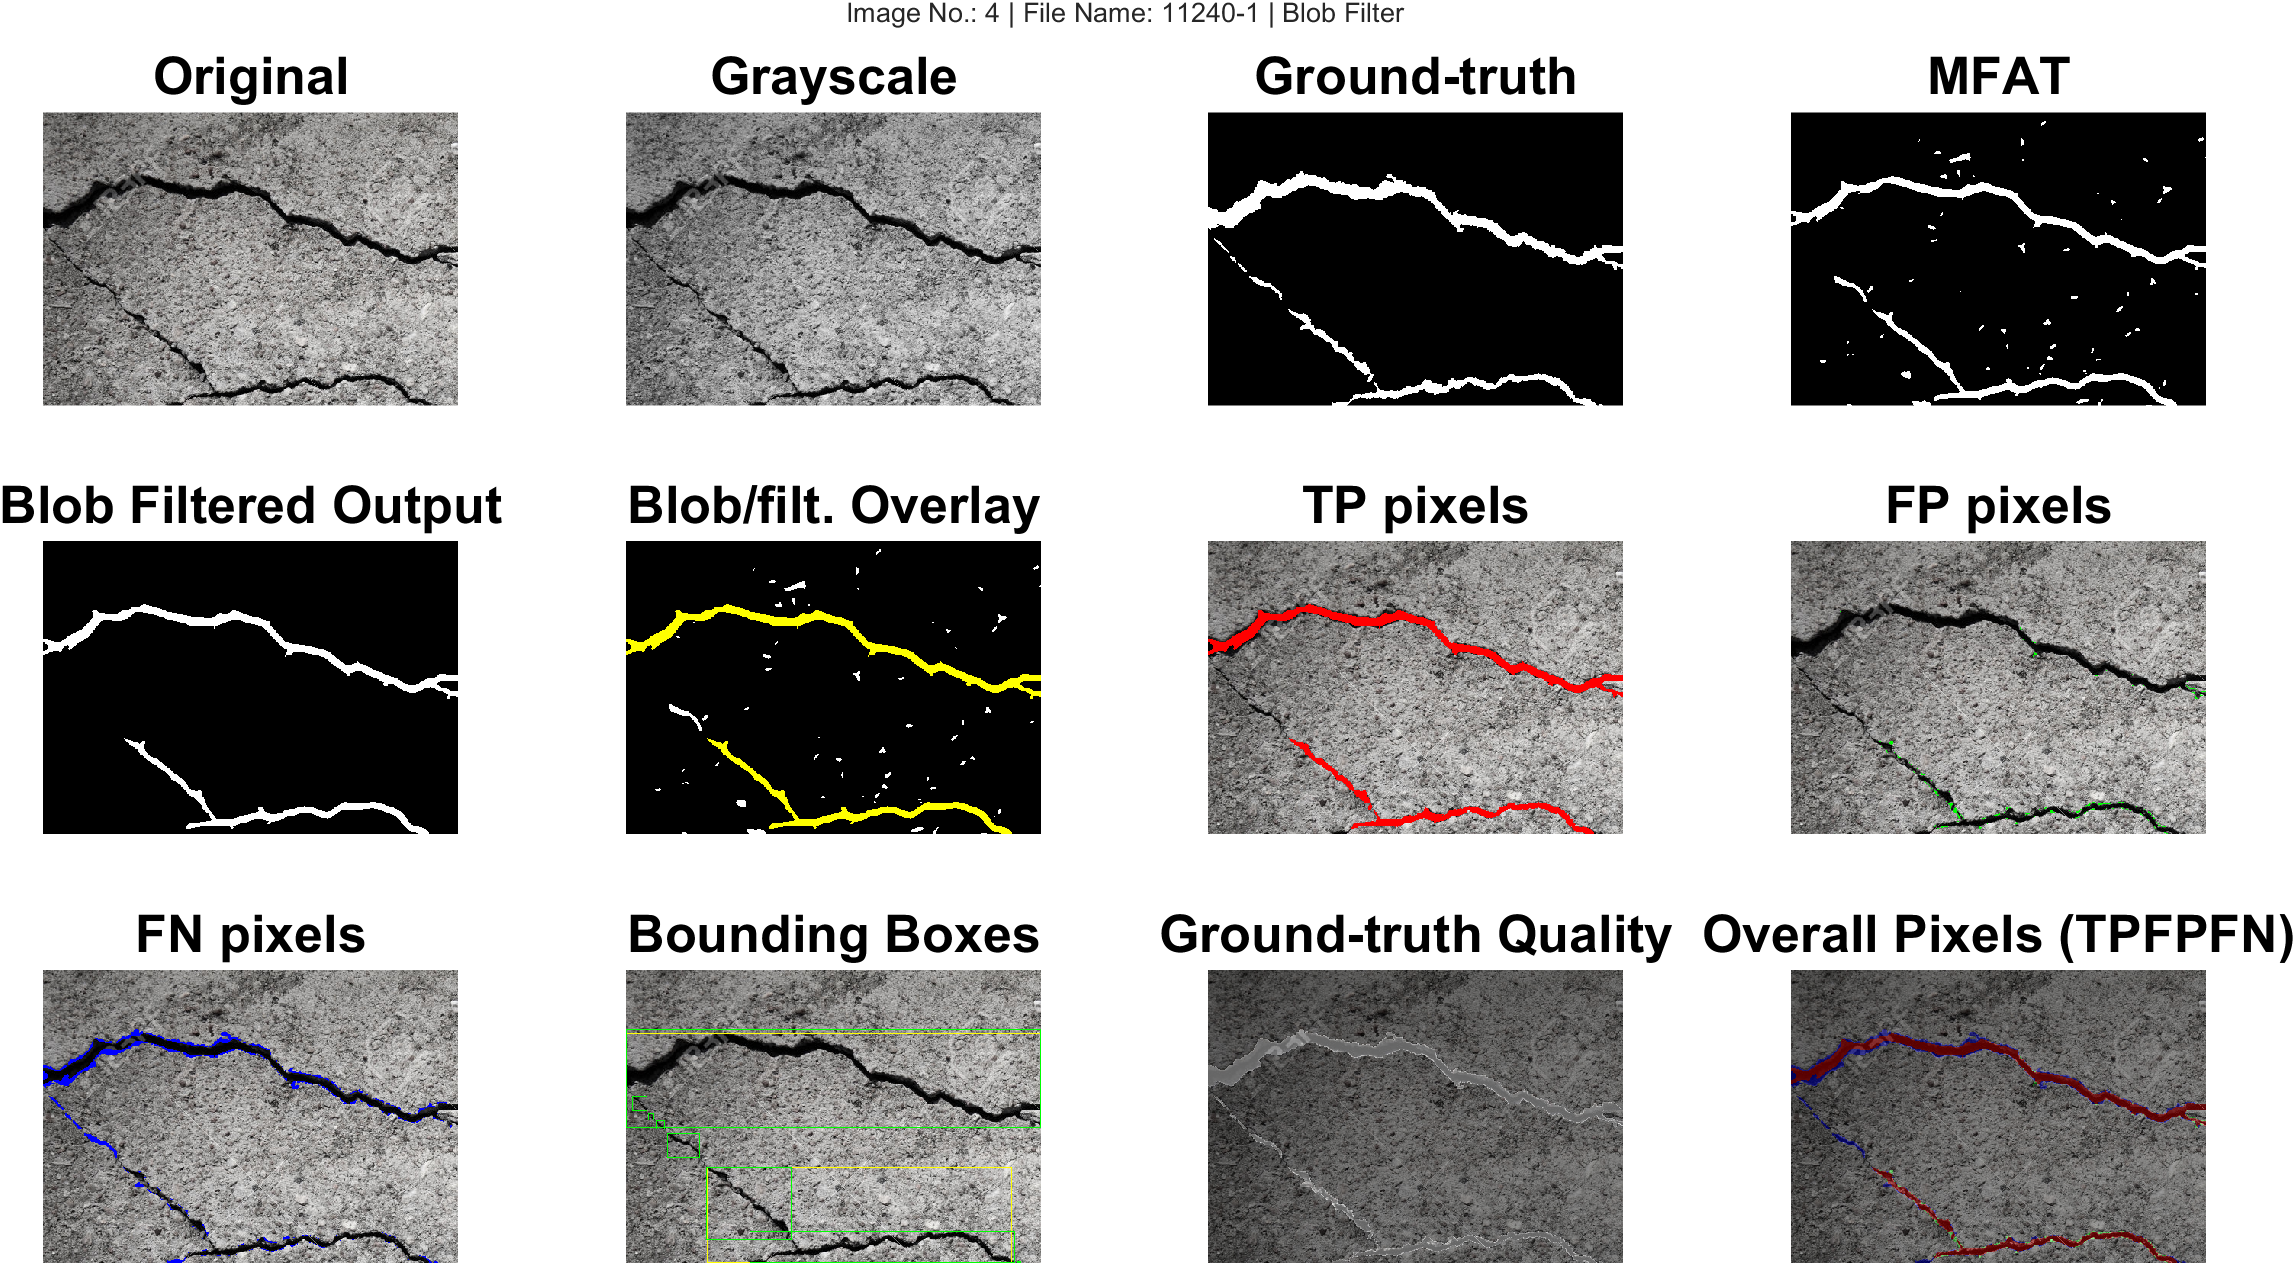 Image No.: 4 | File Name: 11240-1 | Blob Filter
Original
Grayscale
Ground-truth
MFAT
Blob Filtered Output
Blob/filt. Overlay
TP pixels
FP pixels
FN pixels
Bounding Boxes
Ground-truth Quality
Overall Pixels (TPFPFN)